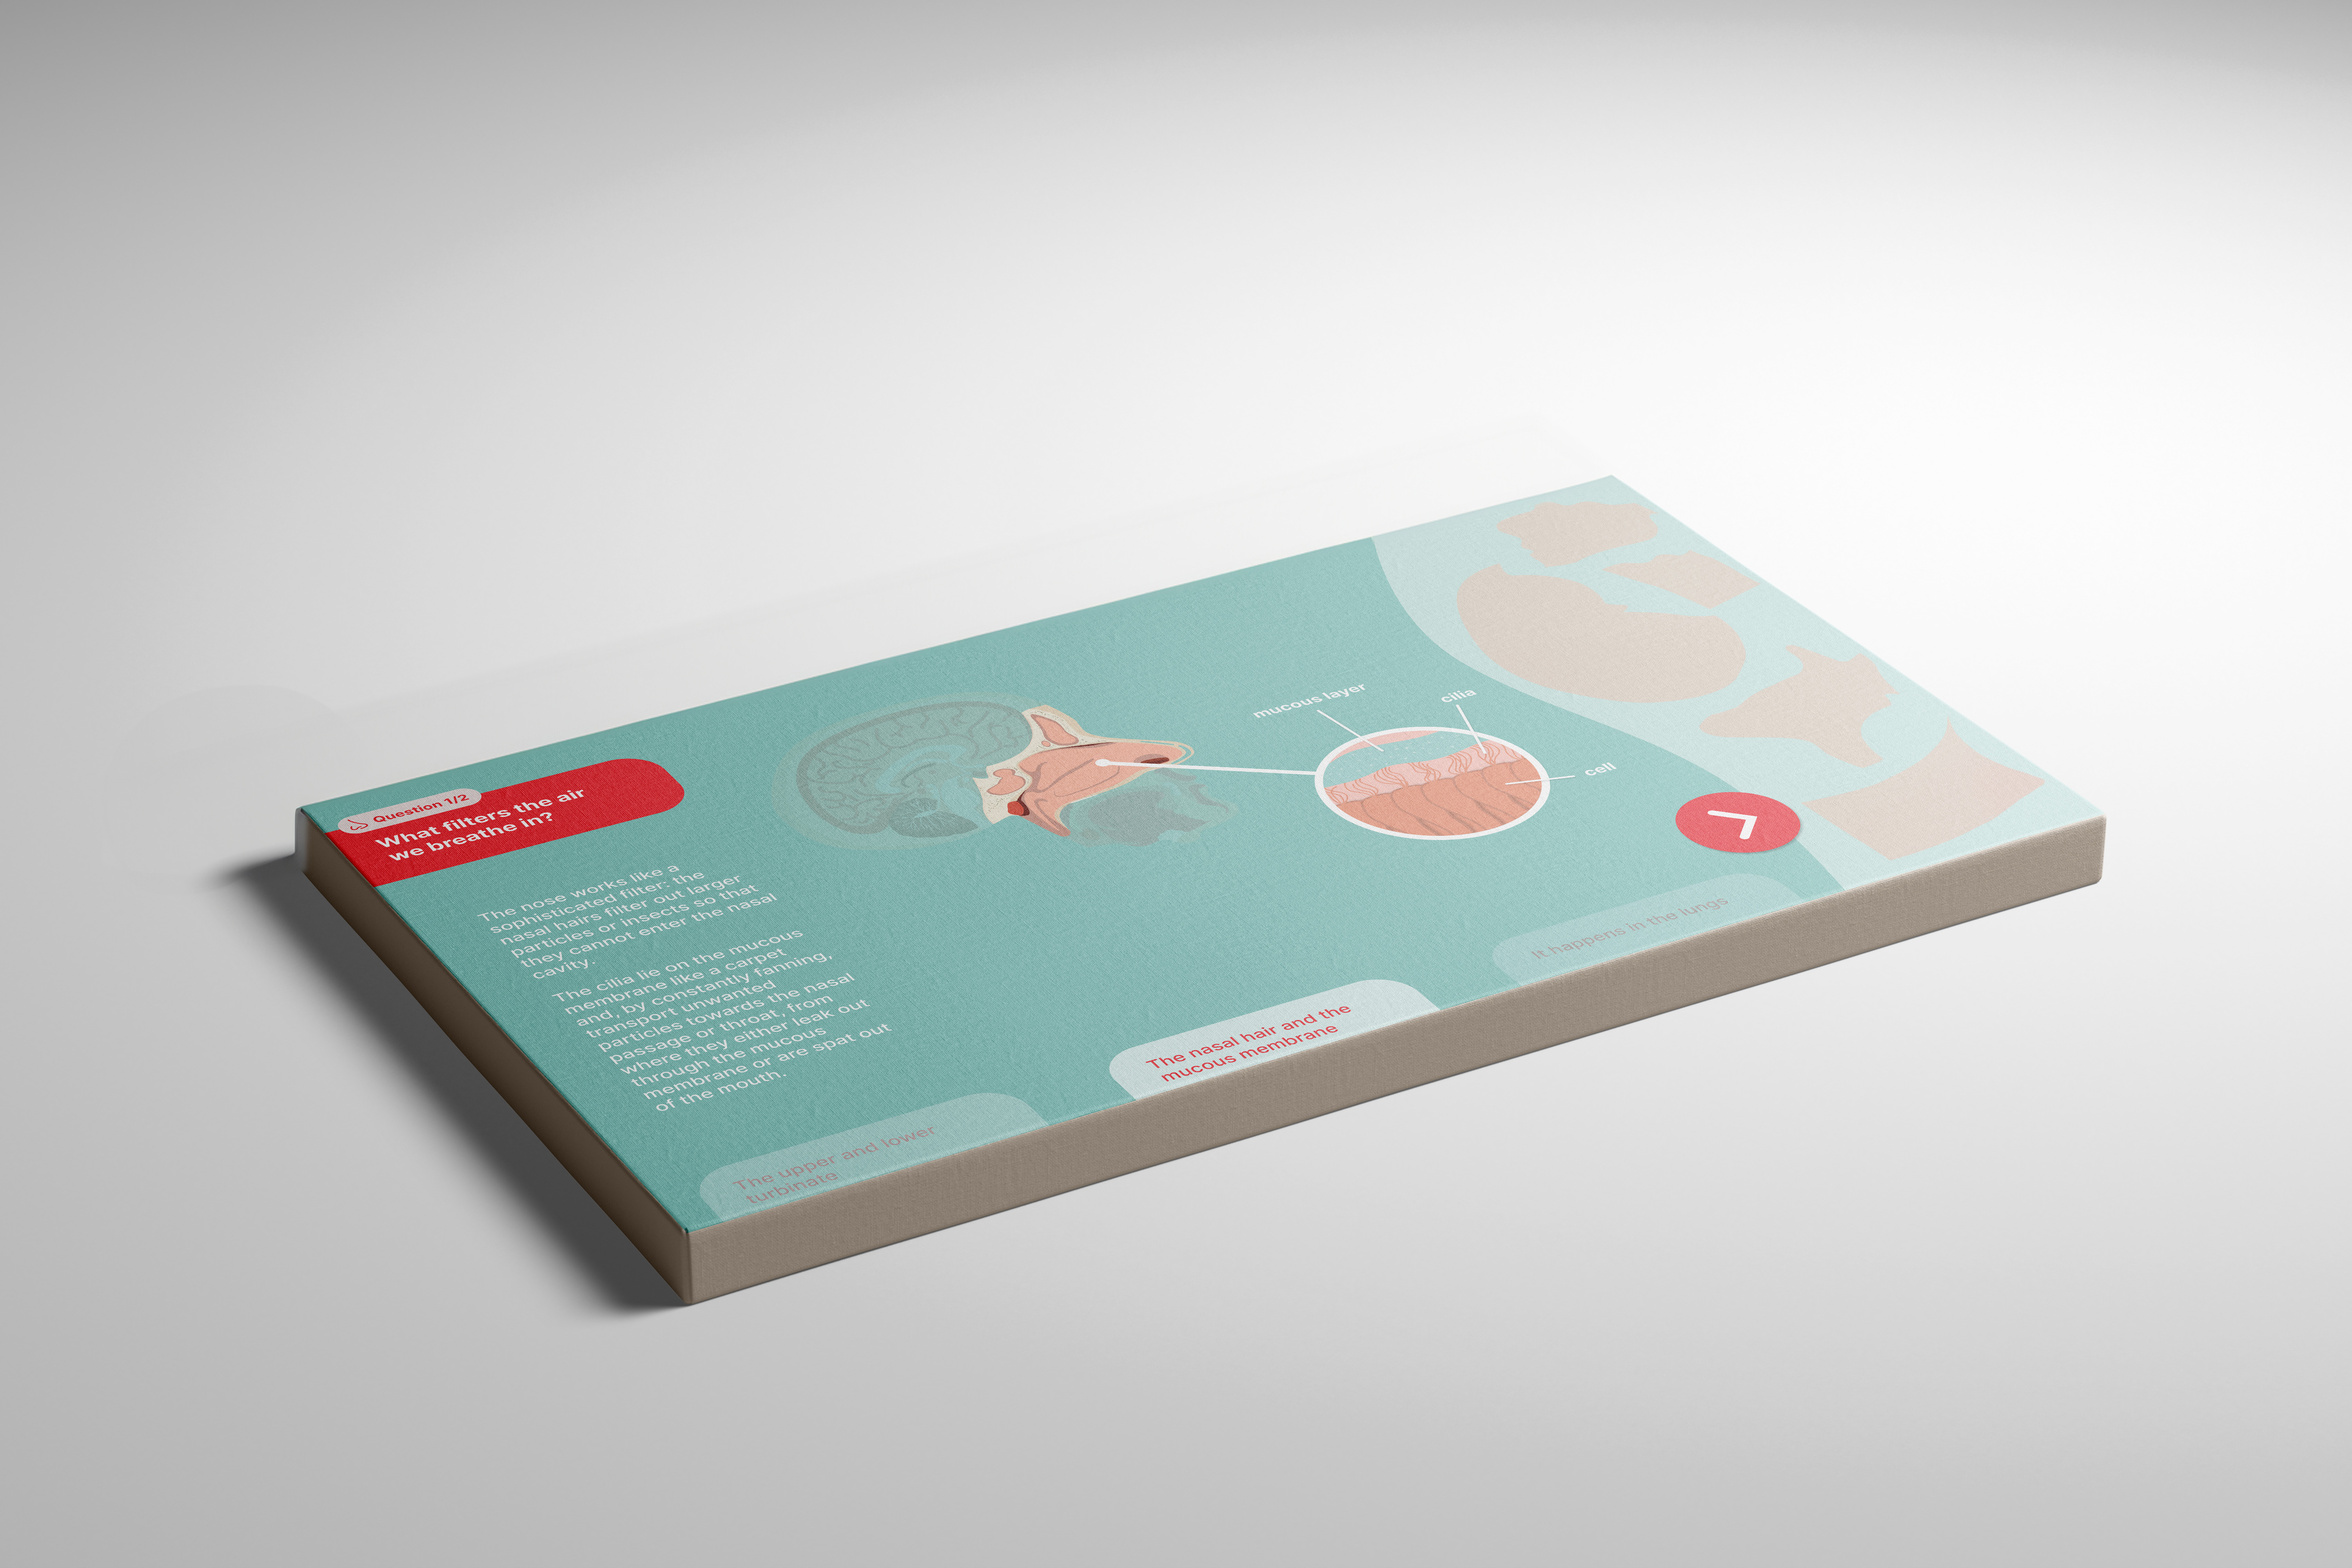 Question 1/2
What filters the air
we breathe in?
The nose works like a
sophisticated filter: the
nasal hairs filter out larger
particles or insects so that
they cannot enter the nasal
cavity.
The cilia lie on the mucous
membrane like a carpet
and, by constantly fanning,
transport unwanted
particles towards the nasal
passage or throat, from
where they either leak out
through the mucous
membrane or are spat out
of the mouth.
mucous layer
cilia
cell
The upper and lower
turbinate
The nasal hair and the
mucous membrane
It happens in the lungs